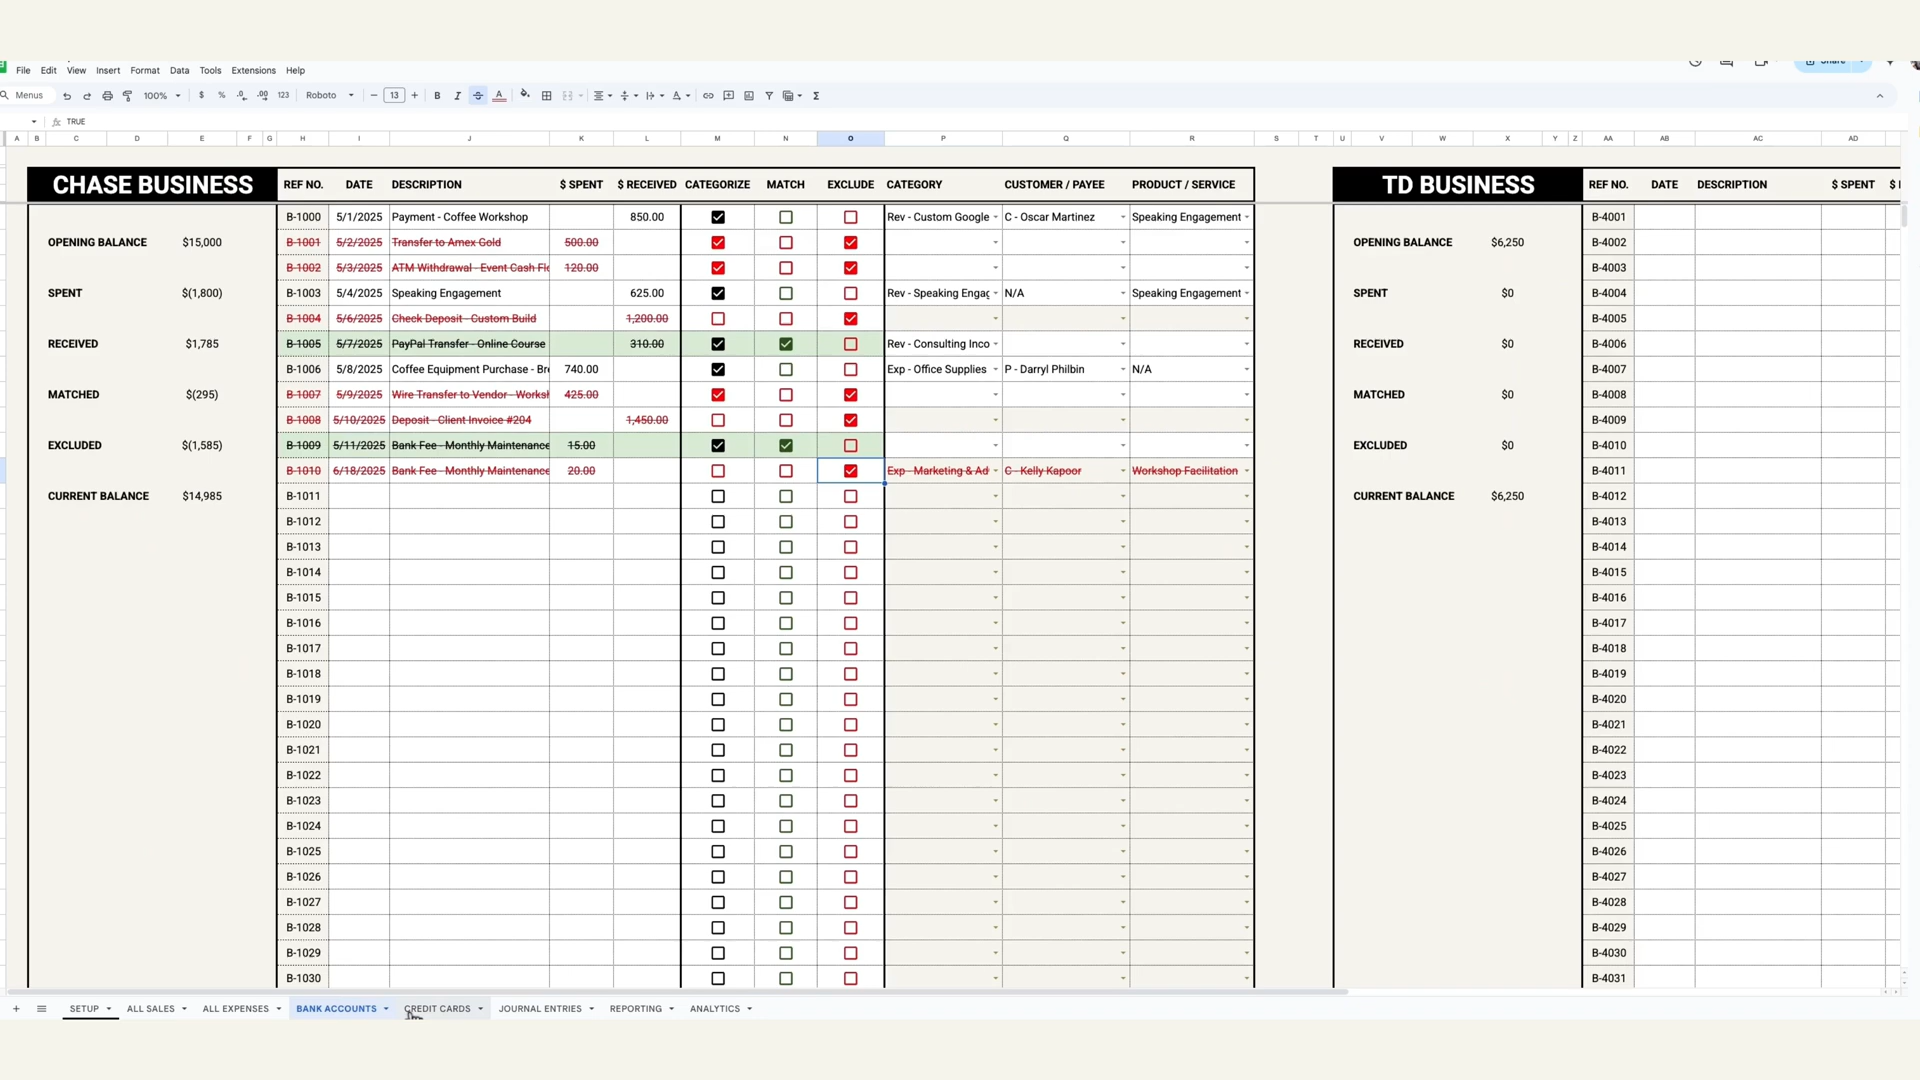 File Edit View Insert Format Data Tools Extensions Help Share
Menus 100% $ % .0 .00 123 Roboto 13 B I S A
fx TRUE
A B C D E F G H I J K L M N O P Q R S T U V W X Y Z AA AB AC AD
CHASE BUSINESS REF NO. DATE DESCRIPTION $ SPENT $ RECEIVED CATEGORIZE MATCH EXCLUDE CATEGORY CUSTOMER / PAYEE PRODUCT / SERVICE TD BUSINESS REF NO. DATE DESCRIPTION $ SPENT $
B-1000 5/1/2025 Payment - Coffee Workshop 850.00 Rev - Custom Google C - Oscar Martinez Speaking Engagement B-4001
OPENING BALANCE $15,000 B-1001 5/2/2025 Transfer to Amex Gold 500.00 OPENING BALANCE $6,250 B-4002
B-1002 5/3/2025 ATM Withdrawal - Event Cash Flo 120.00 B-4003
SPENT $(1,800) B-1003 5/4/2025 Speaking Engagement 625.00 Rev - Speaking Engag N/A Speaking Engagement SPENT $0 B-4004
B-1004 5/6/2025 Check Deposit - Custom Build 1,200.00 B-4005
RECEIVED $1,785 B-1005 5/7/2025 PayPal Transfer - Online Course 310.00 Rev - Consulting Inco RECEIVED $0 B-4006
B-1006 5/8/2025 Coffee Equipment Purchase - Br 740.00 Exp - Office Supplies P - Darryl Philbin N/A B-4007
MATCHED $(295) B-1007 5/9/2025 Wire Transfer to Vendor - Worksh 425.00 MATCHED $0 B-4008
B-1008 5/10/2025 Deposit - Client Invoice #204 1,450.00 B-4009
EXCLUDED $(1,585) B-1009 5/11/2025 Bank Fee - Monthly Maintenance 15.00 EXCLUDED $0 B-4010
B-1010 6/18/2025 Bank Fee - Monthly Maintenance 20.00 Exp - Marketing & Ad C - Kelly Kapoor Workshop Facilitation B-4011
CURRENT BALANCE $14,985 B-1011 CURRENT BALANCE $6,250 B-4012
B-1012 B-4013
B-1013 B-4014
B-1014 B-4015
B-1015 B-4016
B-1016 B-4017
B-1017 B-4018
B-1018 B-4019
B-1019 B-4020
B-1020 B-4021
B-1021 B-4022
B-1022 B-4023
B-1023 B-4024
B-1024 B-4025
B-1025 B-4026
B-1026 B-4027
B-1027 B-4028
B-1028 B-4029
B-1029 B-4030
B-1030 B-4031
SETUP ALL SALES ALL EXPENSES BANK ACCOUNTS CREDIT CARDS JOURNAL ENTRIES REPORTING ANALYTICS